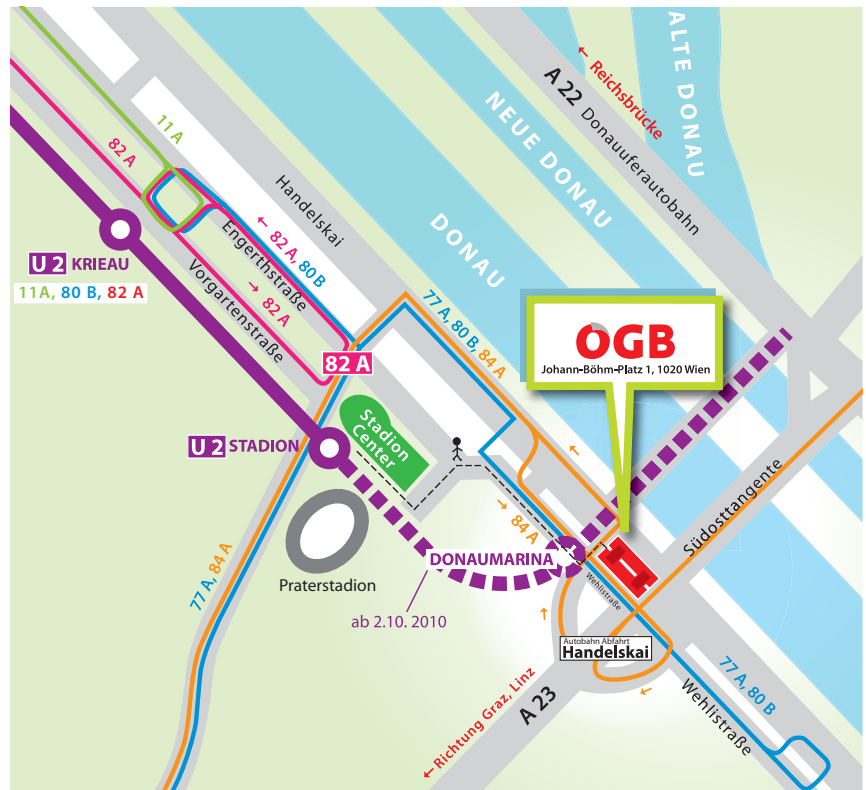 ALTE DONAU
← Reichsbrücke
A 22 Donauuferautobahn
NEUE DONAU
DONAU
11 A
82 A
Handelskai
← 82 A, 80 B
Engerthstraße
→ 82 A
Vorgartenstraße
U 2 KRIEAU
11 A, 80 B, 82 A
77 A, 80 B, 84 A
ÖGB
Johann-Böhm-Platz 1, 1020 Wien
82 A
U 2 STADION
Stadion
Center
← 
→ 84 A
Südosttangente
DONAUMARINA
Praterstadion
ab 2.10. 2010
77 A, 84 A
Wehlistraße
Autobahn Abfahrt
Handelskai
77 A, 80 B
Wehlistraße
A 23
← Richtung Graz, Linz